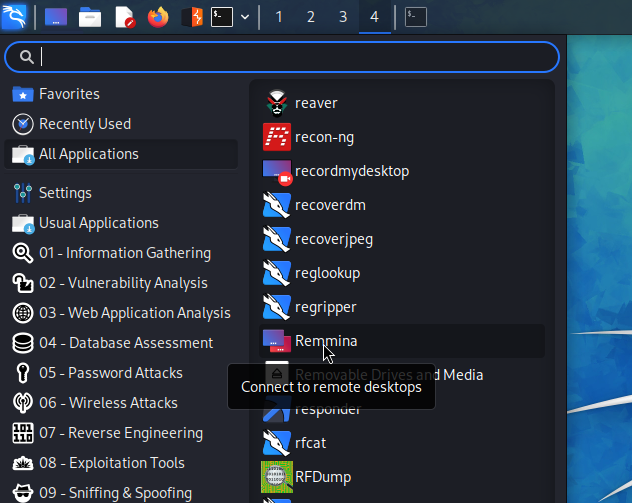 1 2 3 4
Favorites
Recently Used
All Applications
Settings
Usual Applications
01 - Information Gathering
02 - Vulnerability Analysis
03 - Web Application Analysis
04 - Database Assessment
05 - Password Attacks
06 - Wireless Attacks
07 - Reverse Engineering
08 - Exploitation Tools
09 - Sniffing & Spoofing
reaver
recon-ng
recordmydesktop
recoverdm
recoverjpeg
reglookup
regripper
Remmina
Removable Drives and Media
Connect to remote desktops
responder
rfcat
RFDump